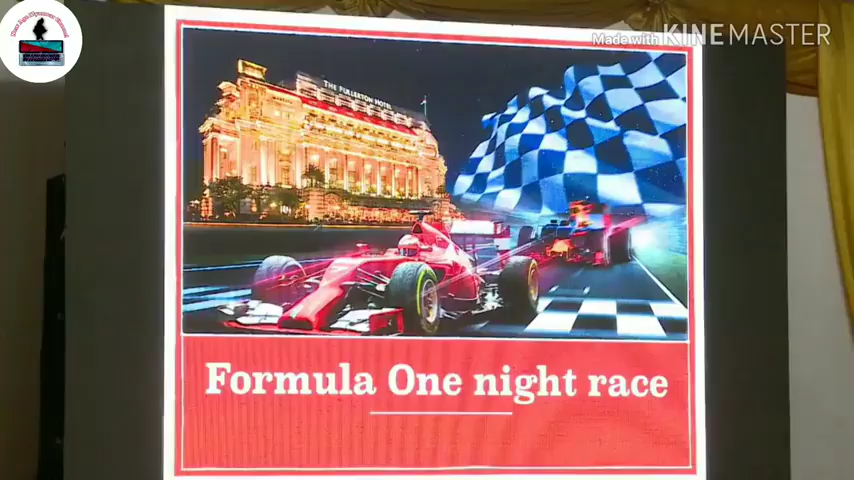 Made with KINEMASTER
THE FULLERTON HOTEL
Formula One night race